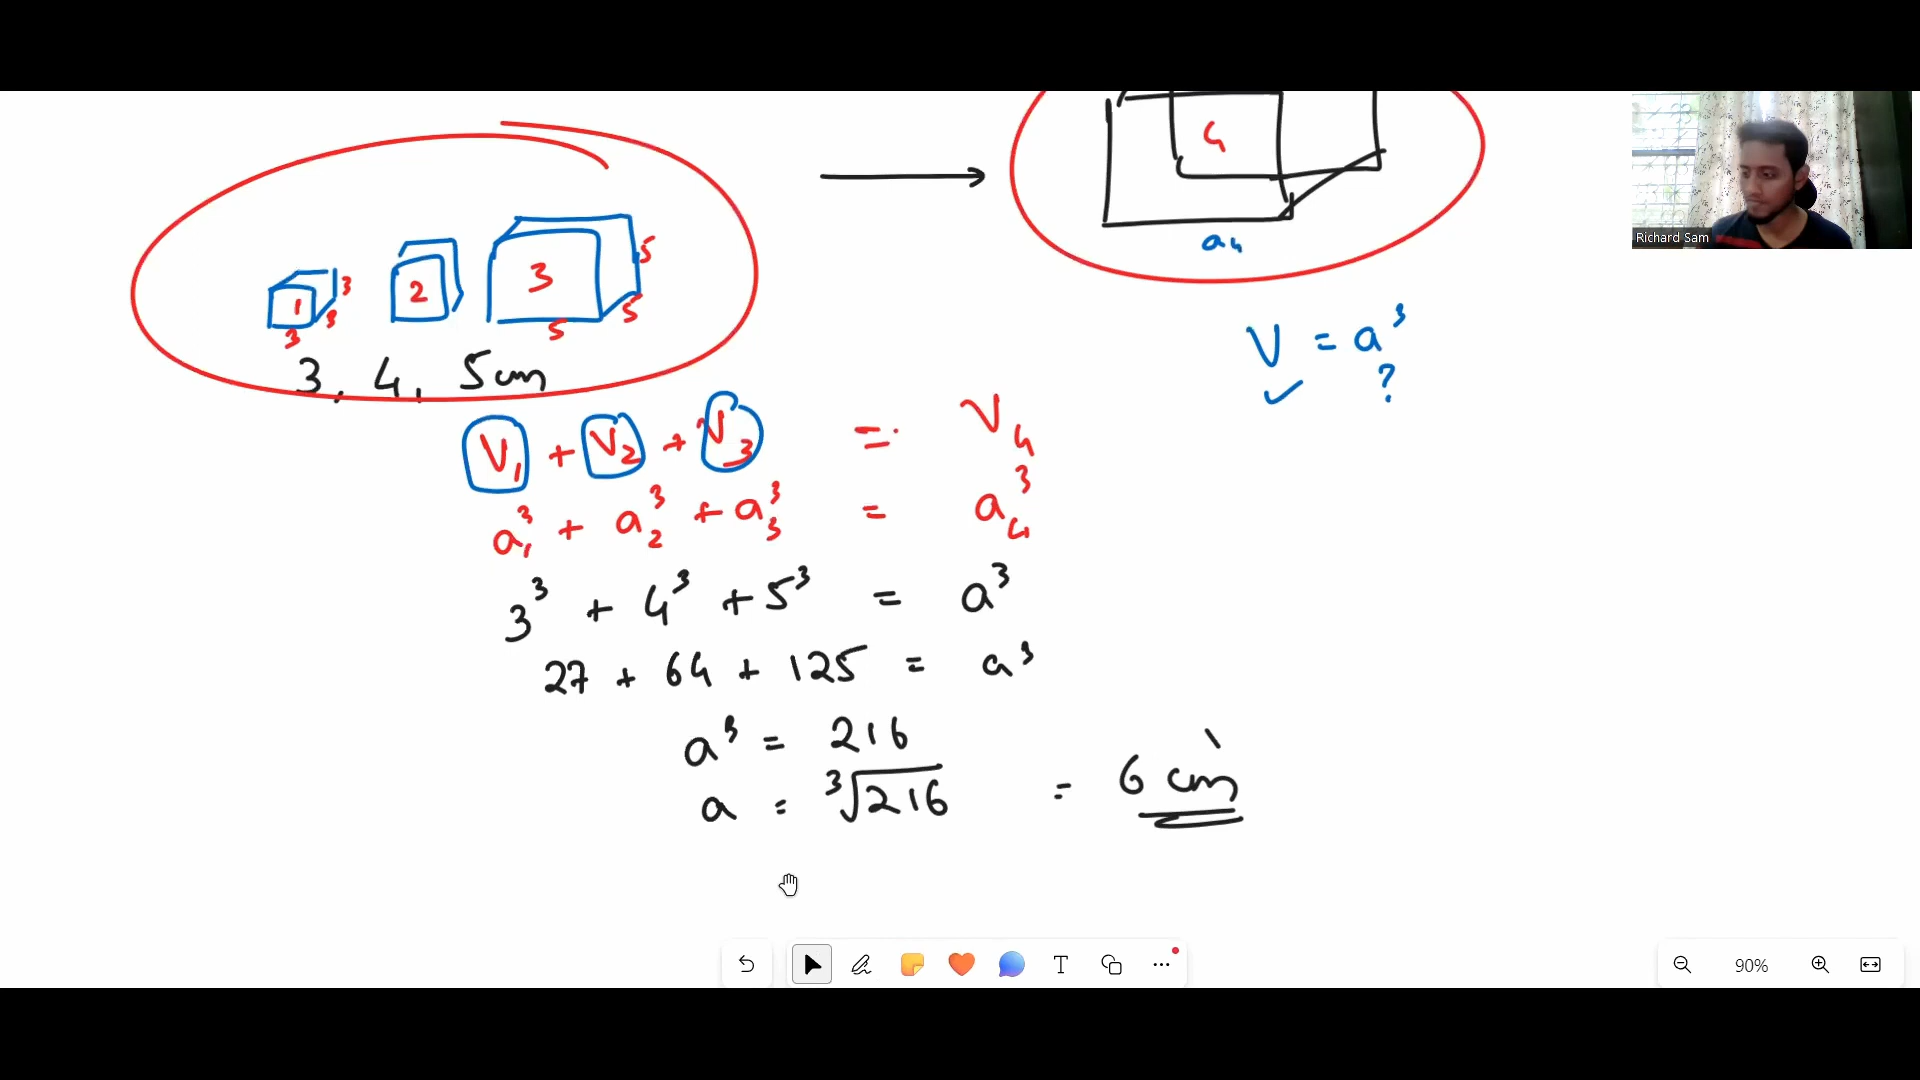 4
a₄
Richard Sam
1 3 3 3
2
3 5 5 5
3, 4, 5 cm
V = a³
✓ ?
V₁ + V₂ + V₃ = V₄
a₁³ + a₂³ + a₃³ = a₄³
3³ + 4³ + 5³ = a³
27 + 64 + 125 = a³
a³ = 216
a = ³√216 = 6 cm
T
90%